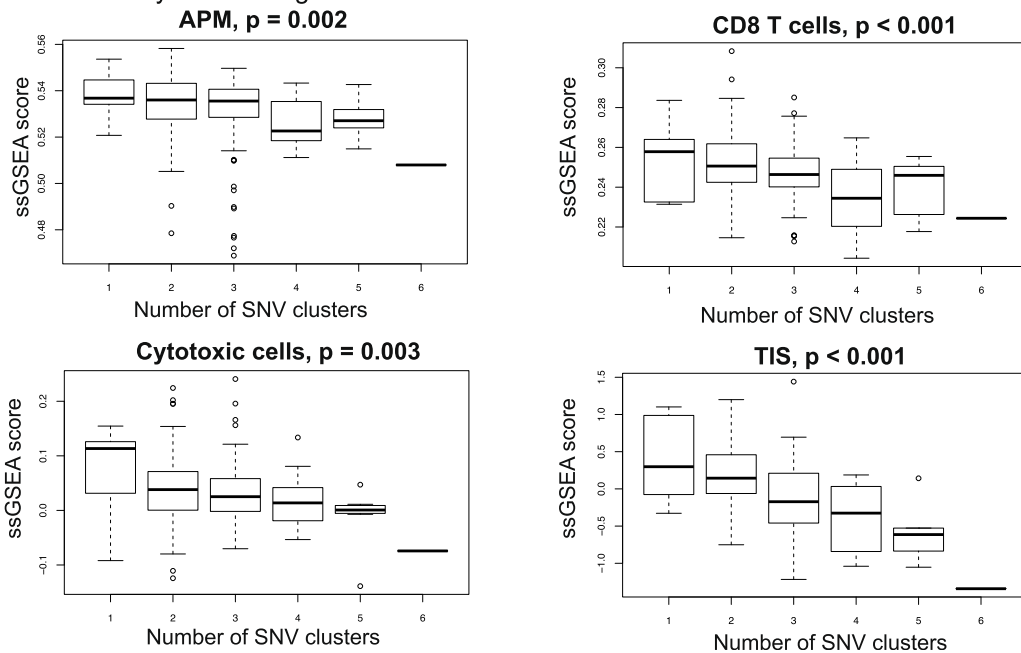 APM, p = 0.002
ssGSEA score
0.56
0.54
0.52
0.50
0.48
1 2 3 4 5 6
Number of SNV clusters
CD8 T cells, p < 0.001
ssGSEA score
0.30
0.28
0.26
0.24
0.22
1 2 3 4 5 6
Number of SNV clusters
Cytotoxic cells, p = 0.003
ssGSEA score
0.2
0.1
0.0
−0.1
1 2 3 4 5 6
Number of SNV clusters
TIS, p < 0.001
ssGSEA score
1.5
1.0
0.5
0.0
−0.5
−1.0
1 2 3 4 5 6
Number of SNV clusters